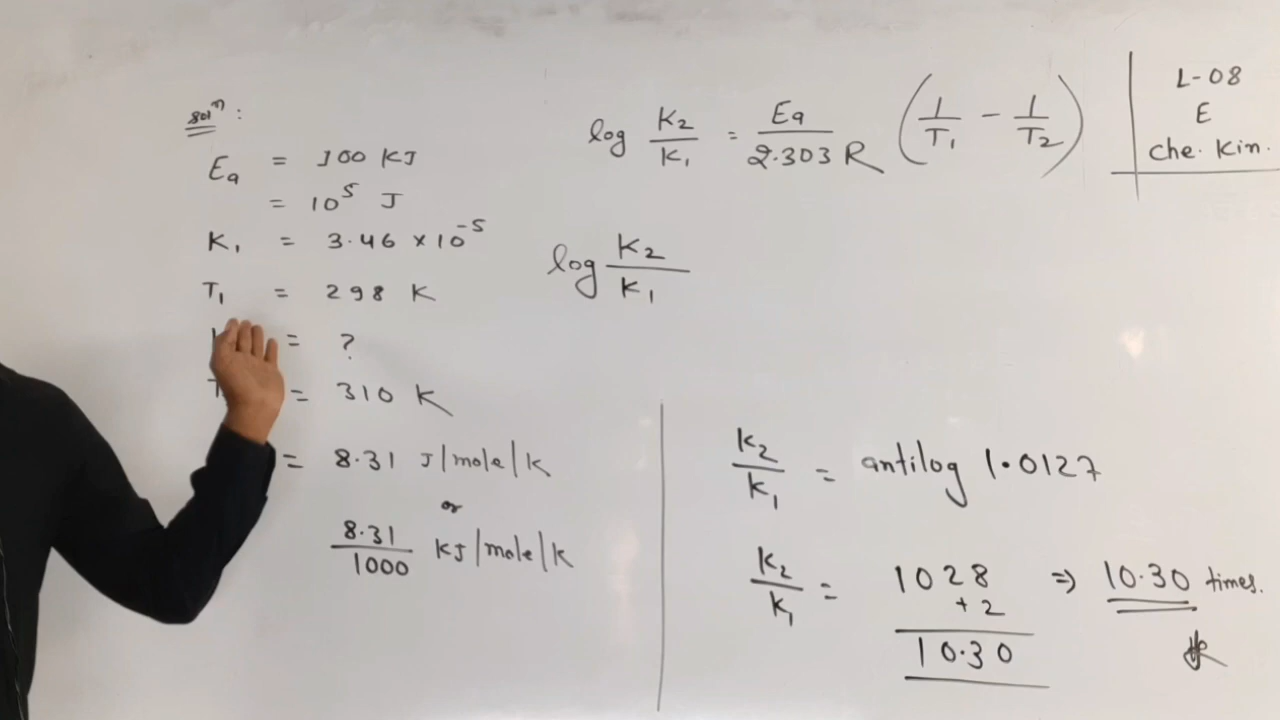 solⁿ :
Ea = 100 KJ
= 10⁵ J
K₁ = 3.46 × 10⁻⁵
T₁ = 298 K
= ?
= 310 K
= 8.31 J/mole/K
or
8.31/1000 KJ/mole/K
log K₂/K₁ = Ea/2.303 R (1/T₁ − 1/T₂)
log K₂/K₁
L-08
E
che. Kin.
K₂/K₁ = antilog 1.0127
K₂/K₁ = 1028 ⇒ 10.30 times.
+2
10.30